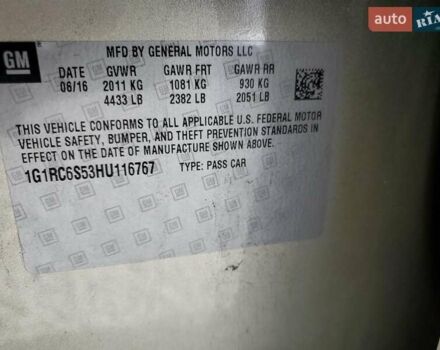 auto RIA
GM
MFD BY GENERAL MOTORS LLC
DATE GVWR GAWR FRT GAWR RR
08/16 2011 KG 1081 KG 930 KG
4433 LB 2382 LB 2051 LB
THIS VEHICLE CONFORMS TO ALL APPLICABLE U.S. FEDERAL MOTOR
VEHICLE SAFETY, BUMPER, AND THEFT PREVENTION STANDARDS IN
EFFECT ON THE DATE OF MANUFACTURE SHOWN ABOVE.
1G1RC6S53HU116767 TYPE: PASS CAR